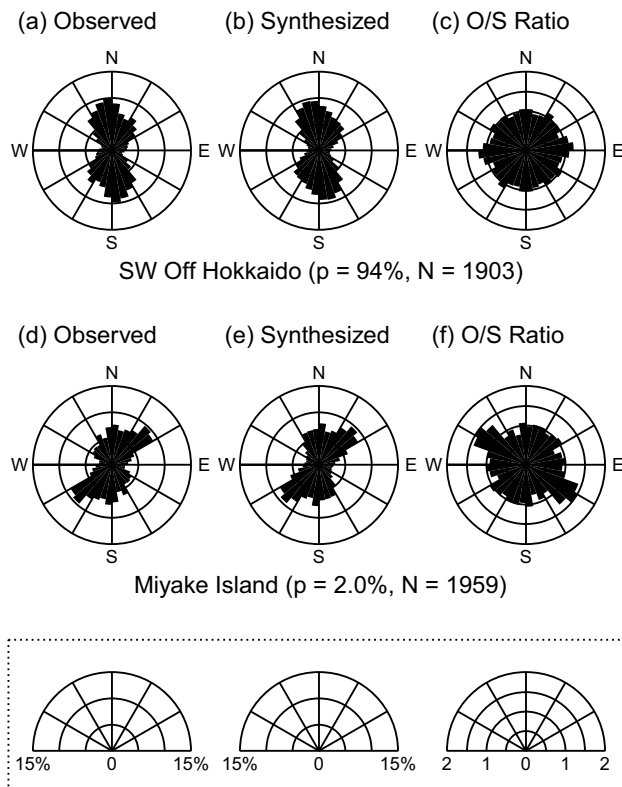 (a) Observed (b) Synthesized (c) O/S Ratio
N N N
W E W E W E
S S S
SW Off Hokkaido (p = 94%, N = 1903)
(d) Observed (e) Synthesized (f) O/S Ratio
N N N
W E W E W E
S S S
Miyake Island (p = 2.0%, N = 1959)
15% 0 15% 15% 0 15% 2 1 0 1 2